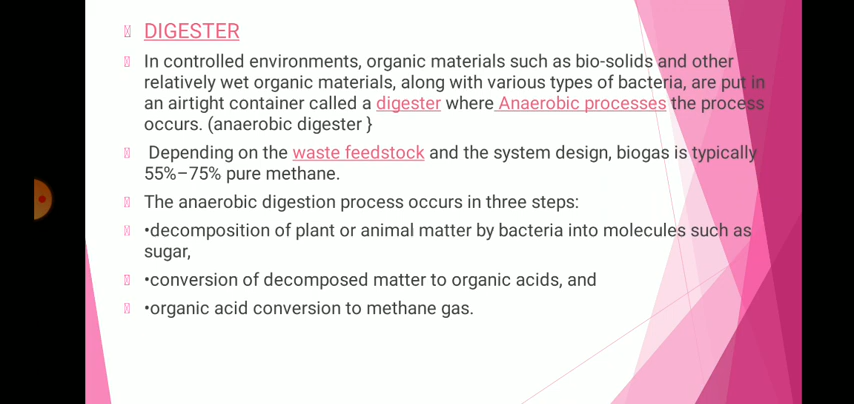 DIGESTER
In controlled environments, organic materials such as bio-solids and other
relatively wet organic materials, along with various types of bacteria, are put in
an airtight container called a digester where Anaerobic processes the process
occurs. (anaerobic digester }
Depending on the waste feedstock and the system design, biogas is typically
55%–75% pure methane.
The anaerobic digestion process occurs in three steps:
•decomposition of plant or animal matter by bacteria into molecules such as
sugar,
•conversion of decomposed matter to organic acids, and
•organic acid conversion to methane gas.